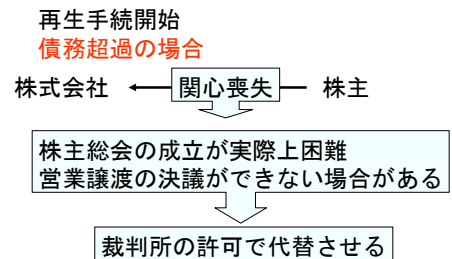 再生手続開始
債務超過の場合
株式会社 関心喪失 株主
株主総会の成立が実際上困難
営業譲渡の決議ができない場合がある
裁判所の許可で代替させる